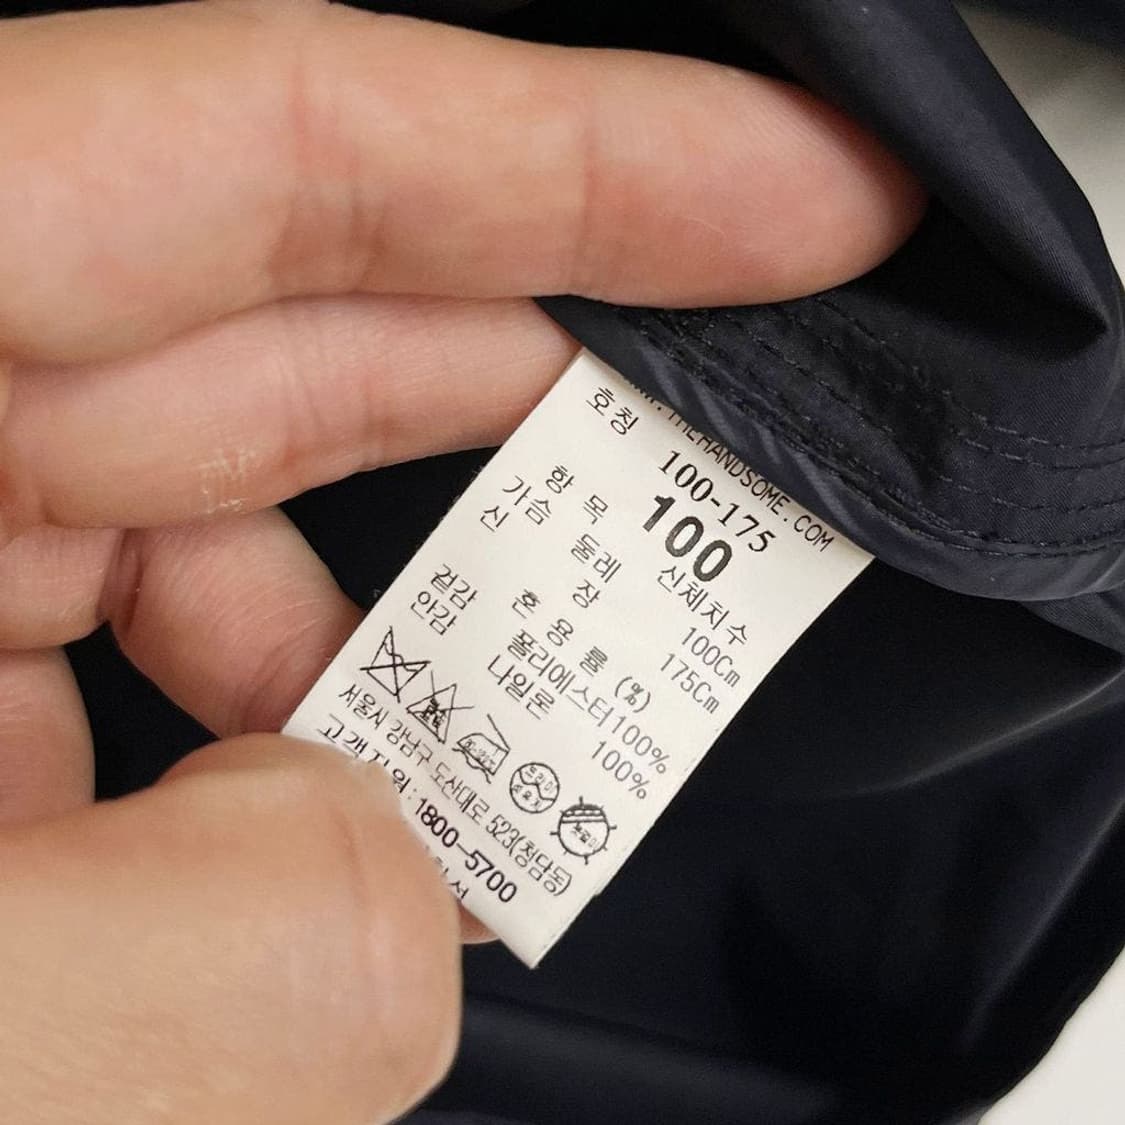 .THEHANDSOME.COM
호칭 100-175
100
항목 신체치수
가슴둘레 100Cm
신장 175Cm
혼용률 (%)
겉감 폴리에스터100%
안감 나일론 100%
서울시 강남구 도산대로 523(청담동)
고객지원:1800-5700